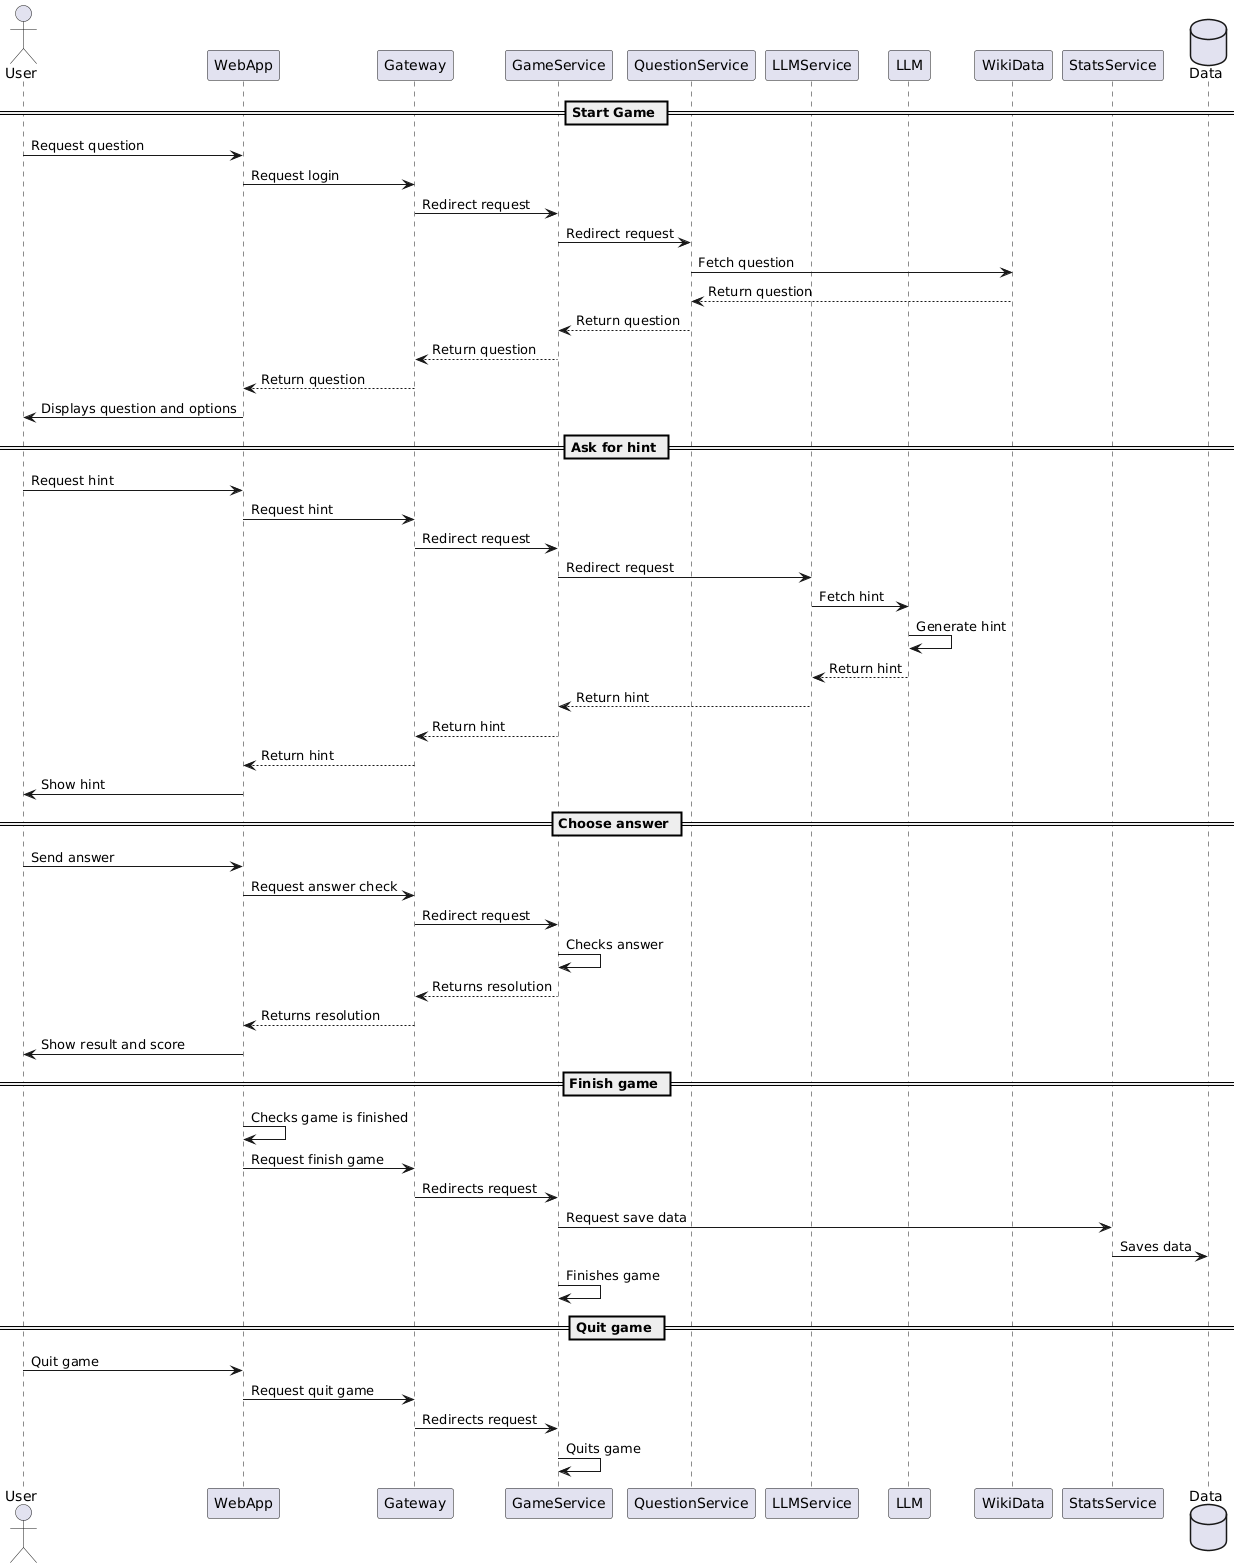 User
WebApp
Gateway
GameService
QuestionService
LLMService
LLM
WikiData
StatsService
Data
Start Game
Request question
Request login
Redirect request
Redirect request
Fetch question
Return question
Return question
Return question
Return question
Displays question and options
Ask for hint
Request hint
Request hint
Redirect request
Redirect request
Fetch hint
Generate hint
Return hint
Return hint
Return hint
Return hint
Show hint
Choose answer
Send answer
Request answer check
Redirect request
Checks answer
Returns resolution
Returns resolution
Show result and score
Finish game
Checks game is finished
Request finish game
Redirects request
Request save data
Saves data
Finishes game
Quit game
Quit game
Request quit game
Redirects request
Quits game
User
WebApp
Gateway
GameService
QuestionService
LLMService
LLM
WikiData
StatsService
Data